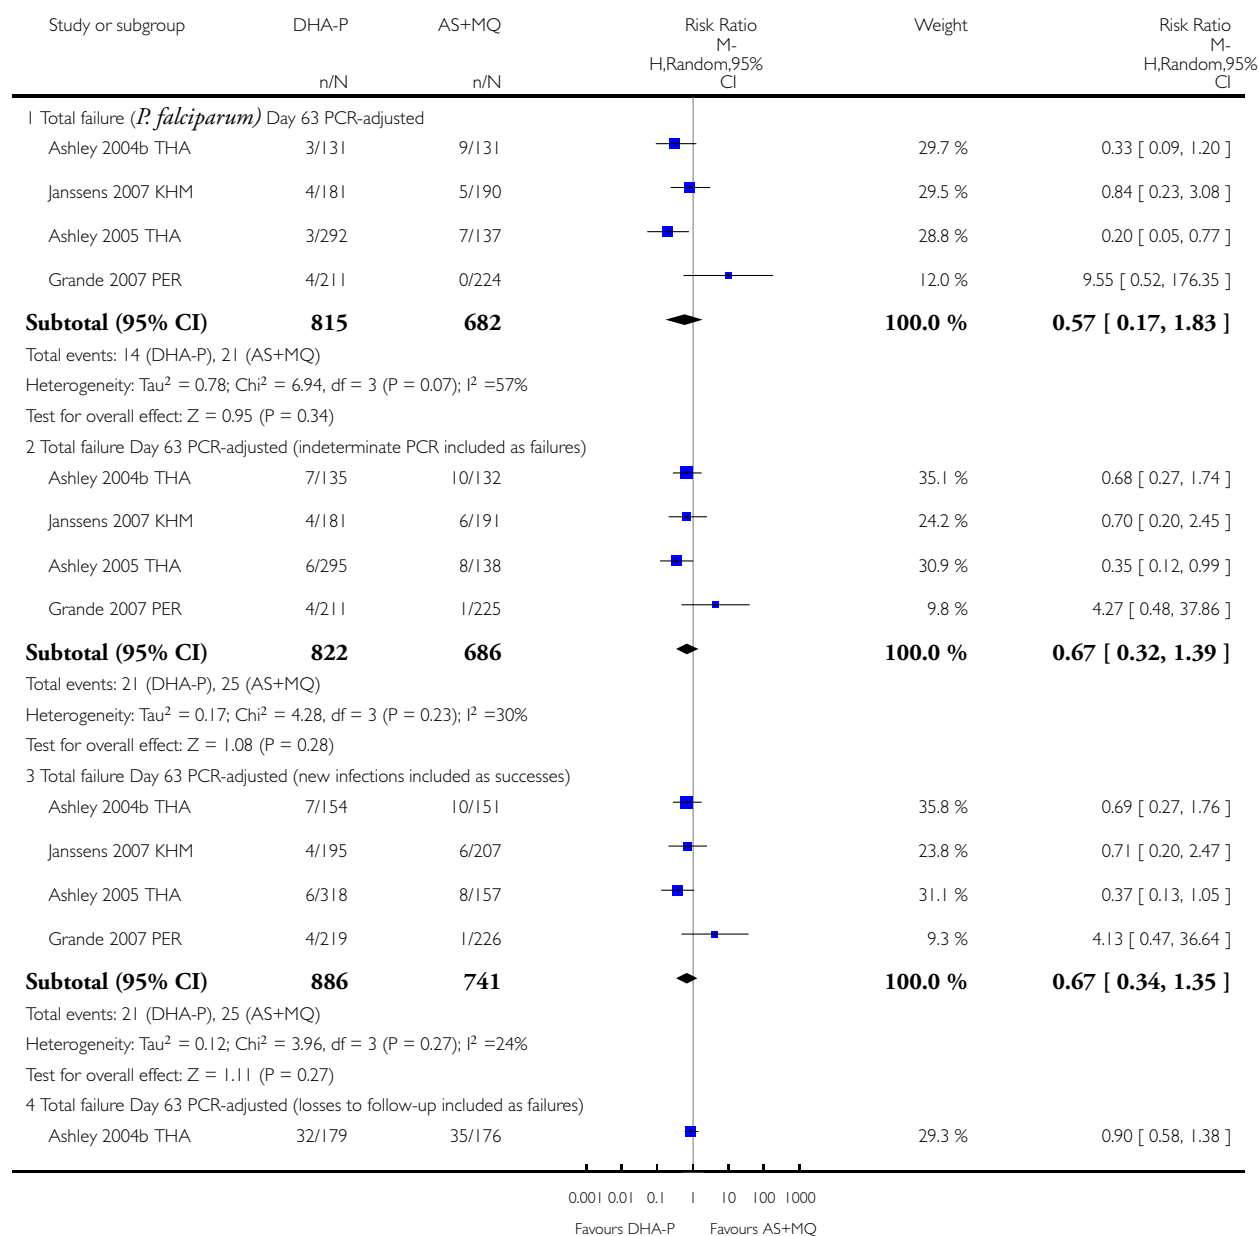 Study or subgroup DHA-P AS+MQ Risk Ratio Weight Risk Ratio
M- M-
H,Random,95% H,Random,95%
n/N n/N CI CI
1 Total failure (P. falciparum) Day 63 PCR-adjusted
Ashley 2004b THA 3/131 9/131 29.7 % 0.33 [ 0.09, 1.20 ]
Janssens 2007 KHM 4/181 5/190 29.5 % 0.84 [ 0.23, 3.08 ]
Ashley 2005 THA 3/292 7/137 28.8 % 0.20 [ 0.05, 0.77 ]
Grande 2007 PER 4/211 0/224 12.0 % 9.55 [ 0.52, 176.35 ]
Subtotal (95% CI) 815 682 100.0 % 0.57 [ 0.17, 1.83 ]
Total events: 14 (DHA-P), 21 (AS+MQ)
Heterogeneity: Tau² = 0.78; Chi² = 6.94, df = 3 (P = 0.07); I² =57%
Test for overall effect: Z = 0.95 (P = 0.34)
2 Total failure Day 63 PCR-adjusted (indeterminate PCR included as failures)
Ashley 2004b THA 7/135 10/132 35.1 % 0.68 [ 0.27, 1.74 ]
Janssens 2007 KHM 4/181 6/191 24.2 % 0.70 [ 0.20, 2.45 ]
Ashley 2005 THA 6/295 8/138 30.9 % 0.35 [ 0.12, 0.99 ]
Grande 2007 PER 4/211 1/225 9.8 % 4.27 [ 0.48, 37.86 ]
Subtotal (95% CI) 822 686 100.0 % 0.67 [ 0.32, 1.39 ]
Total events: 21 (DHA-P), 25 (AS+MQ)
Heterogeneity: Tau² = 0.17; Chi² = 4.28, df = 3 (P = 0.23); I² =30%
Test for overall effect: Z = 1.08 (P = 0.28)
3 Total failure Day 63 PCR-adjusted (new infections included as successes)
Ashley 2004b THA 7/154 10/151 35.8 % 0.69 [ 0.27, 1.76 ]
Janssens 2007 KHM 4/195 6/207 23.8 % 0.71 [ 0.20, 2.47 ]
Ashley 2005 THA 6/318 8/157 31.1 % 0.37 [ 0.13, 1.05 ]
Grande 2007 PER 4/219 1/226 9.3 % 4.13 [ 0.47, 36.64 ]
Subtotal (95% CI) 886 741 100.0 % 0.67 [ 0.34, 1.35 ]
Total events: 21 (DHA-P), 25 (AS+MQ)
Heterogeneity: Tau² = 0.12; Chi² = 3.96, df = 3 (P = 0.27); I² =24%
Test for overall effect: Z = 1.11 (P = 0.27)
4 Total failure Day 63 PCR-adjusted (losses to follow-up included as failures)
Ashley 2004b THA 32/179 35/176 29.3 % 0.90 [ 0.58, 1.38 ]
0.001 0.01 0.1 1 10 100 1000
Favours DHA-P Favours AS+MQ